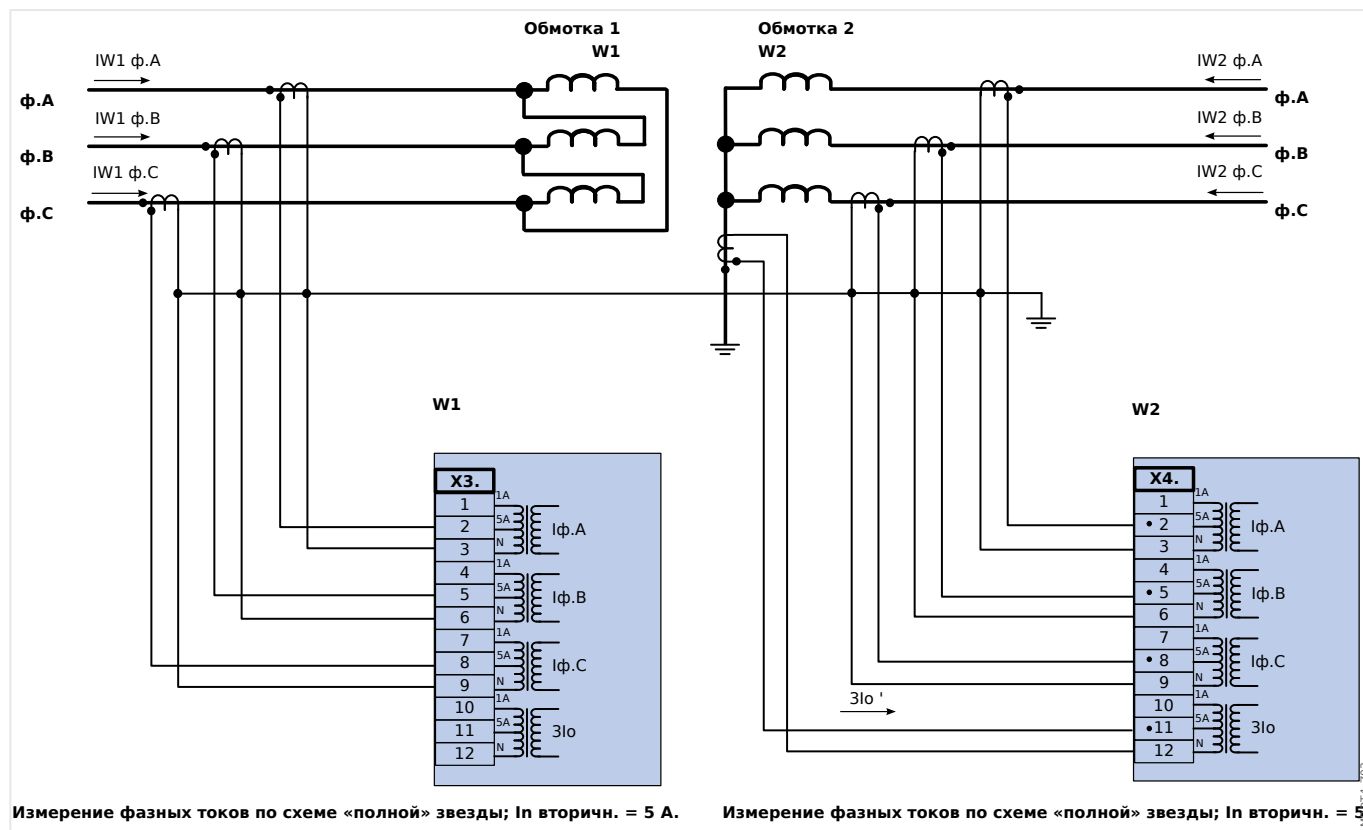 Обмотка 1
W1
Обмотка 2
W2
IW1 ф.А
ф.А
IW1 ф.В
ф.В
IW1 ф.С
ф.С
IW2 ф.А
ф.А
IW2 ф.В
ф.В
IW2 ф.С
ф.С
W1
X3.
1
1A
2
5A
3
N
Iф.А
4
1A
5
5A
6
N
Iф.В
7
1A
8
5A
9
N
Iф.С
10
1A
11
5A
12
N
3Io
W2
X4.
1
1A
2
5A
3
N
Iф.А
4
1A
5
5A
6
N
Iф.В
7
1A
8
5A
9
N
Iф.С
10
1A
11
5A
12
N
3Io
3Io '
Измерение фазных токов по схеме «полной» звезды; In вторичн. = 5 А.
Измерение фазных токов по схеме «полной» звезды; In вторичн. = 5